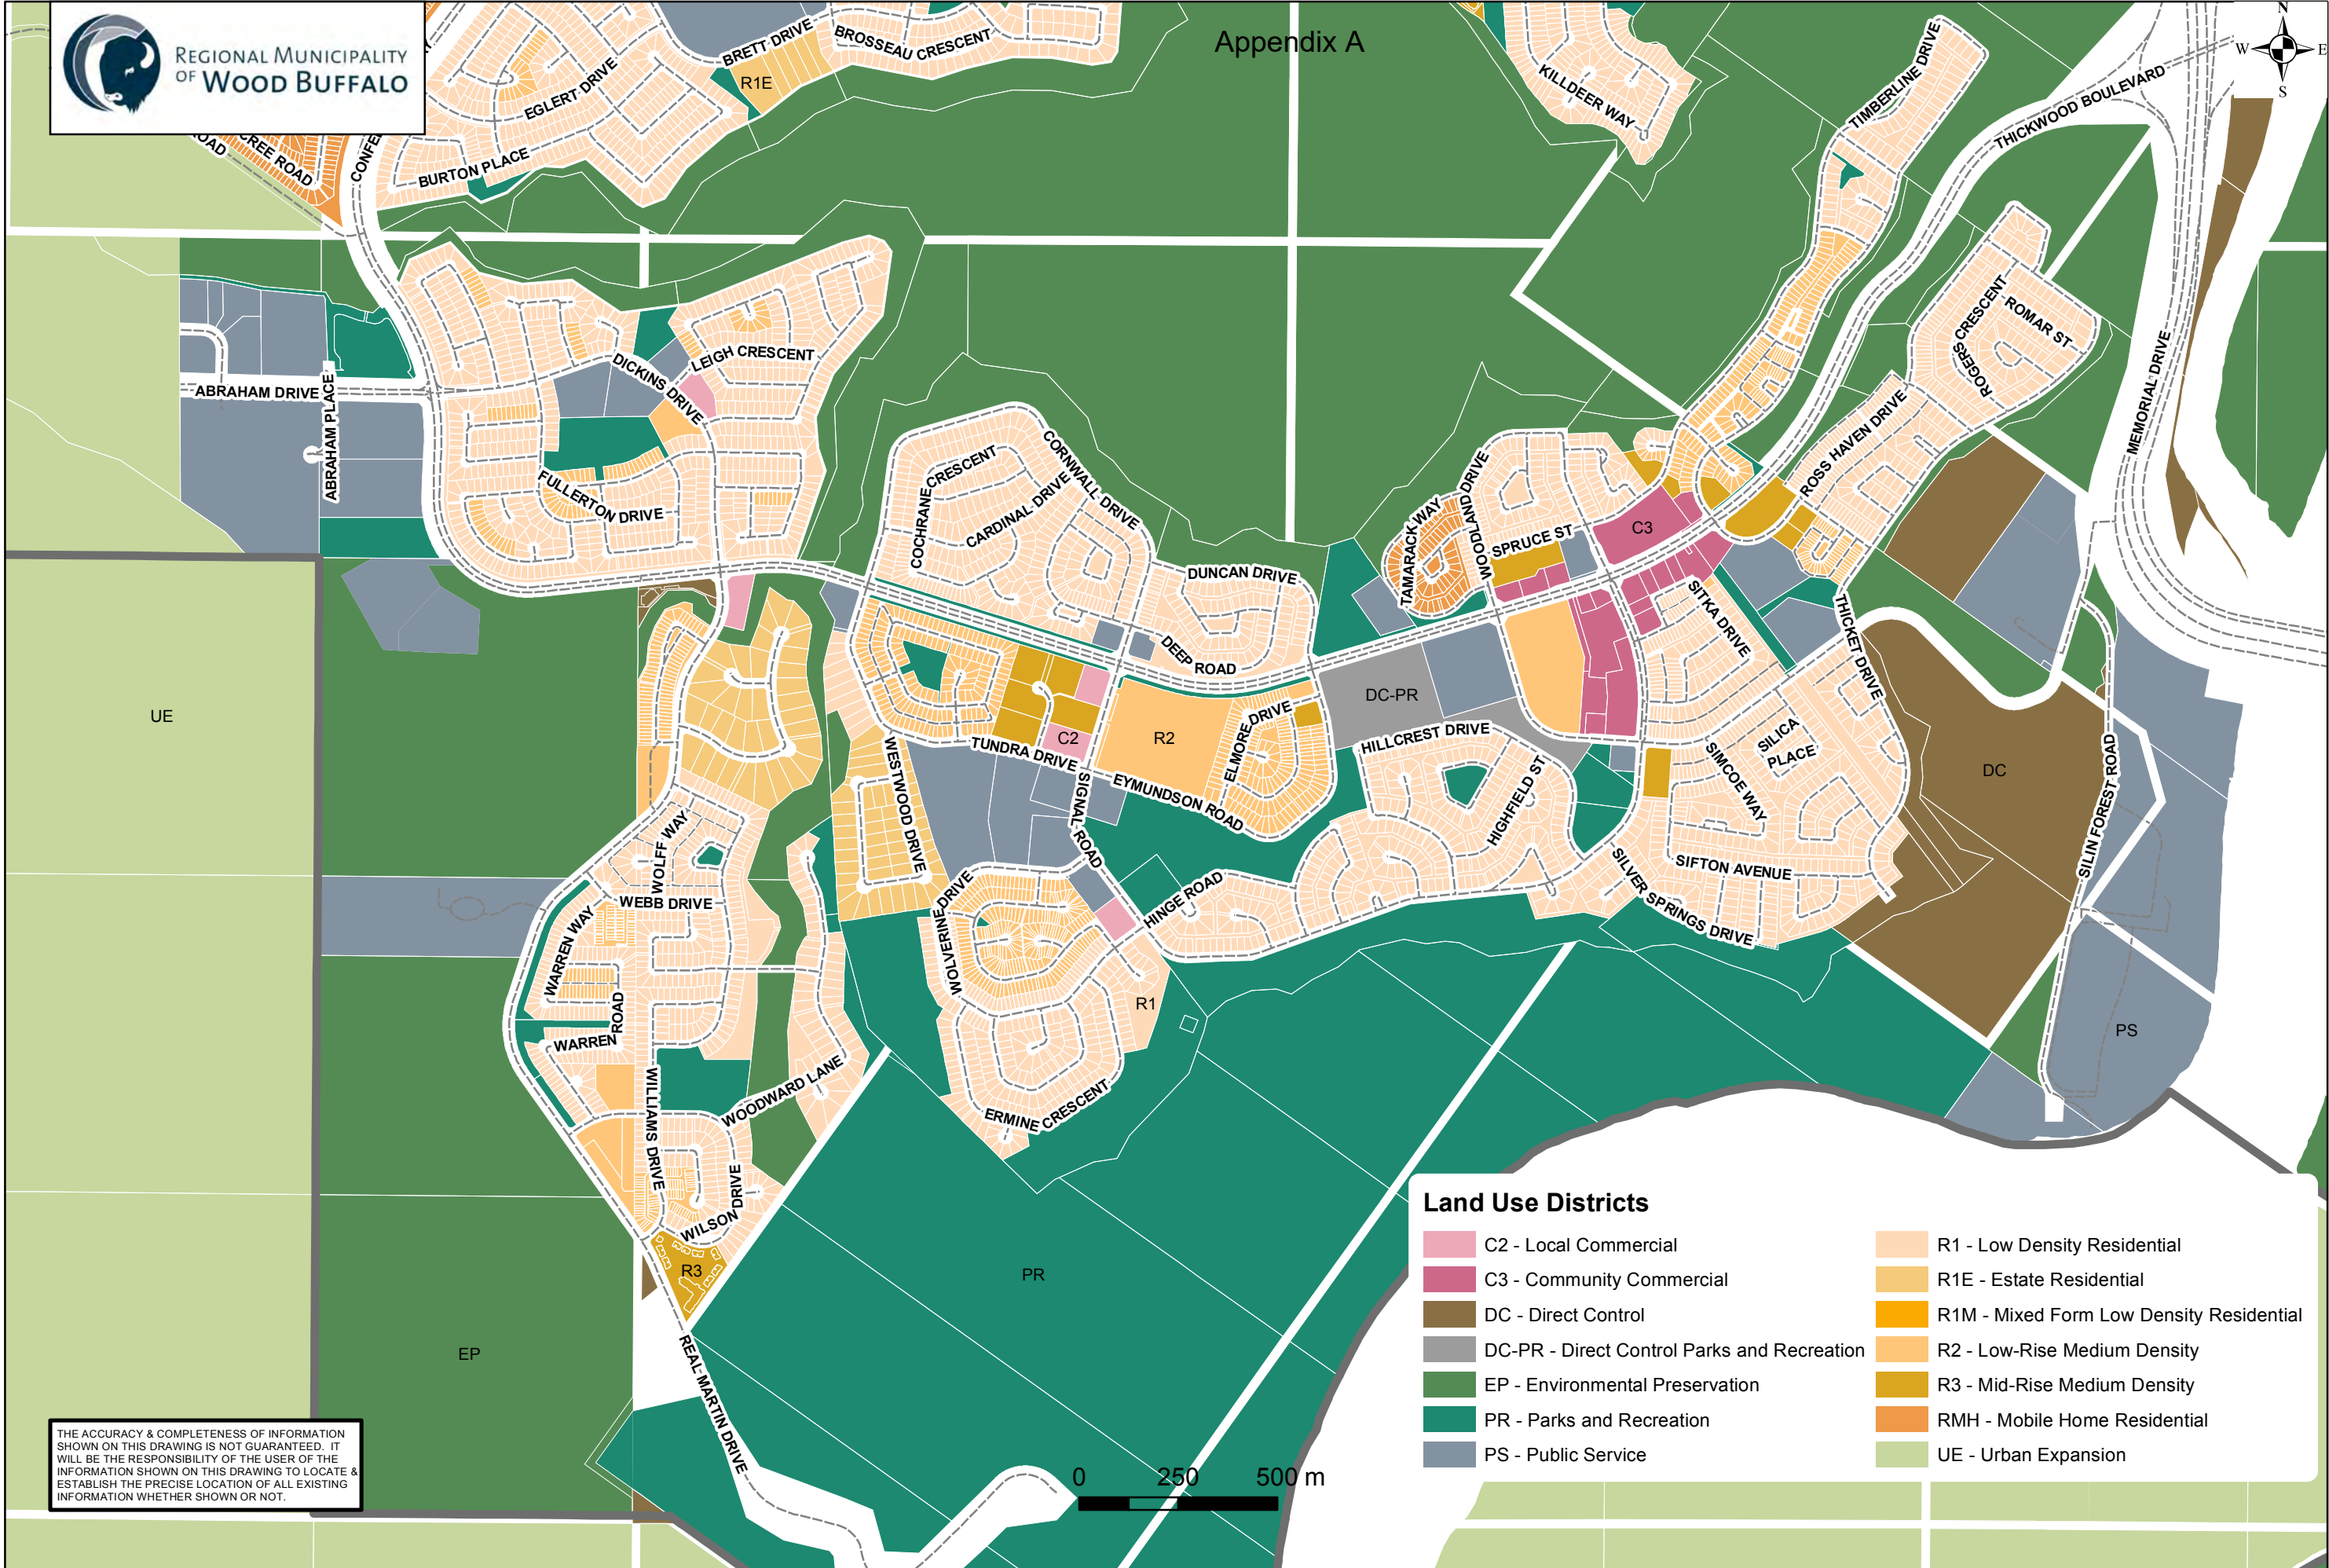 REGIONAL MUNICIPALITY
OF WOOD BUFFALO
Appendix A
N
W E
S
BRETT DRIVE
BROSSEAU CRESCENT
R1E
EGLERT DRIVE
BURTON PLACE
CREE ROAD
ROAD
KILLDEER WAY
TIMBERLINE DRIVE
THICKWOOD BOULEVARD
ROGERS CRESCENT
ROMAR ST
MEMORIAL DRIVE
ROSS HAVEN DRIVE
ABRAHAM DRIVE
ABRAHAM PLACE
DICKINS DRIVE
LEIGH CRESCENT
FULLERTON DRIVE
COCHRANE CRESCENT
CARDINAL DRIVE
CORNWALL DRIVE
DUNCAN DRIVE
DEEP ROAD
TAMARACK WAY
WOODLAND DRIVE
SPRUCE ST
C3
SITKA DRIVE
THICKET DRIVE
UE
DC-PR
C2
R2
ELMORE DRIVE
TUNDRA DRIVE
EYMUNDSON ROAD
SIGNAL ROAD
WESTWOOD DRIVE
HILLCREST DRIVE
HIGHFIELD ST
SIMCOE WAY
SILICA PLACE
DC
SILIN FOREST ROAD
SIFTON AVENUE
SILVER SPRINGS DRIVE
HINGE ROAD
WOLVERINE DRIVE
WOLFF WAY
WEBB DRIVE
WARREN WAY
WARREN ROAD
WILLIAMS DRIVE
WOODWARD LANE
WILSON DRIVE
R1
ERMINE CRESCENT
PS
R3
PR
EP
REAL MARTIN DRIVE
Land Use Districts
C2 - Local Commercial
C3 - Community Commercial
DC - Direct Control
DC-PR - Direct Control Parks and Recreation
EP - Environmental Preservation
PR - Parks and Recreation
PS - Public Service
R1 - Low Density Residential
R1E - Estate Residential
R1M - Mixed Form Low Density Residential
R2 - Low-Rise Medium Density
R3 - Mid-Rise Medium Density
RMH - Mobile Home Residential
UE - Urban Expansion
0 250 500 m
THE ACCURACY & COMPLETENESS OF INFORMATION
SHOWN ON THIS DRAWING IS NOT GUARANTEED. IT
WILL BE THE RESPONSIBILITY OF THE USER OF THE
INFORMATION SHOWN ON THIS DRAWING TO LOCATE &
ESTABLISH THE PRECISE LOCATION OF ALL EXISTING
INFORMATION WHETHER SHOWN OR NOT.